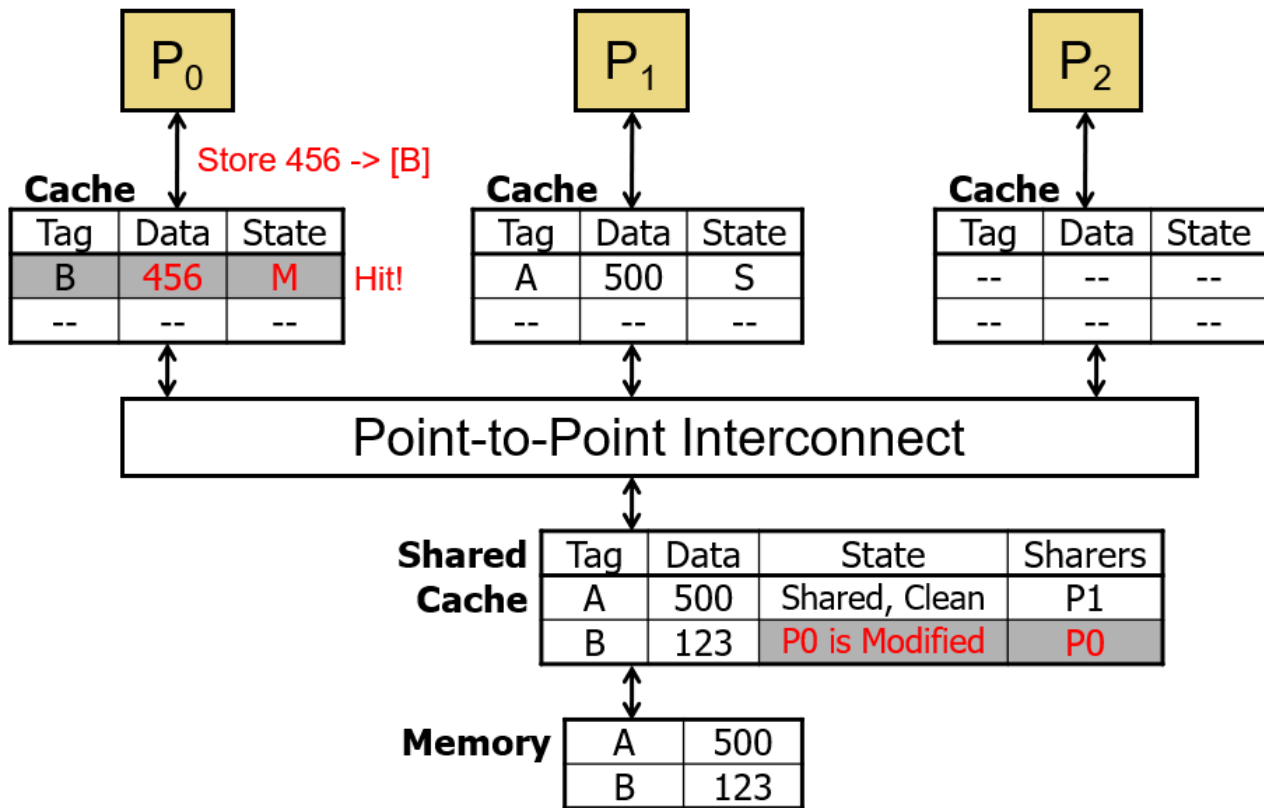 P0 P1 P2
Store 456 -> [B]
Cache Cache Cache
Tag Data State Tag Data State Tag Data State
B 456 M Hit! A 500 S -- -- --
-- -- -- -- -- -- -- -- --
Point-to-Point Interconnect
Shared Tag Data State Sharers
Cache A 500 Shared, Clean P1
B 123 P0 is Modified P0
Memory A 500
B 123